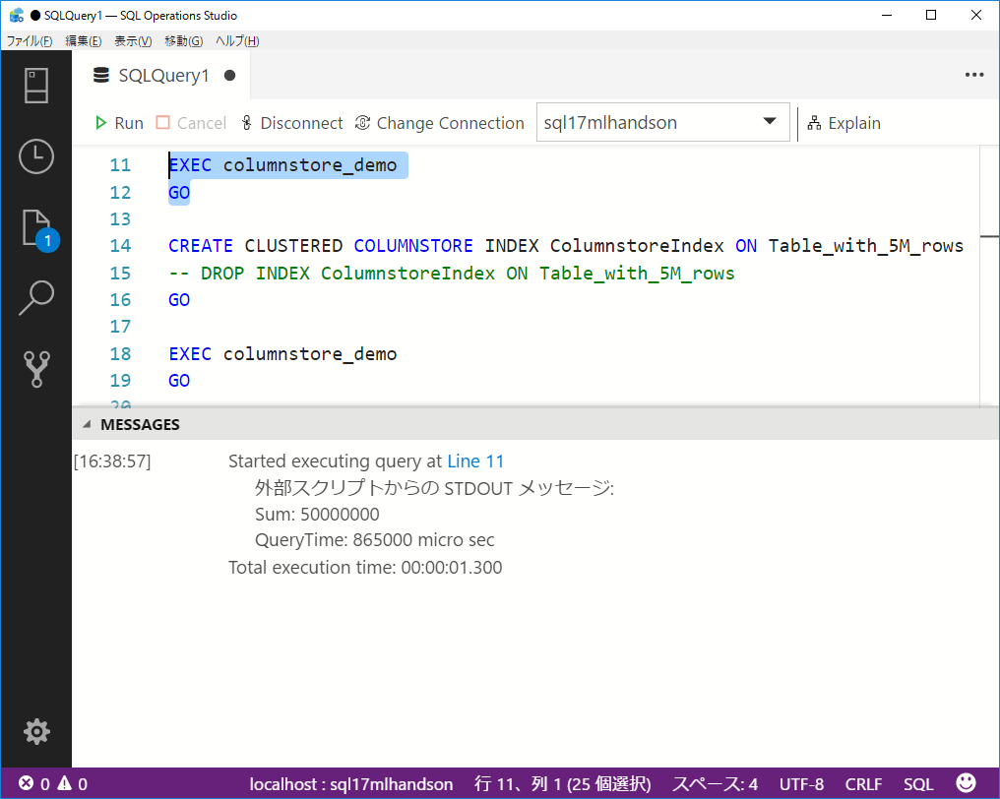 ● SQLQuery1 — SQL Operations Studio
ファイル(F) 編集(E) 表示(V) 移動(G) ヘルプ(H)
SQLQuery1 ●
Run Cancel Disconnect Change Connection sql17mlhandson Explain
11 EXEC columnstore_demo
12 GO
13
14 CREATE CLUSTERED COLUMNSTORE INDEX ColumnstoreIndex ON Table_with_5M_rows
15 -- DROP INDEX ColumnstoreIndex ON Table_with_5M_rows
16 GO
17
18 EXEC columnstore_demo
19 GO
20
1
MESSAGES
[16:38:57] Started executing query at Line 11
外部スクリプトからの STDOUT メッセージ:
Sum: 50000000
QueryTime: 865000 micro sec
Total execution time: 00:00:01.300
0 0 localhost : sql17mlhandson 行 11、列 1 (25 個選択) スペース: 4 UTF-8 CRLF SQL